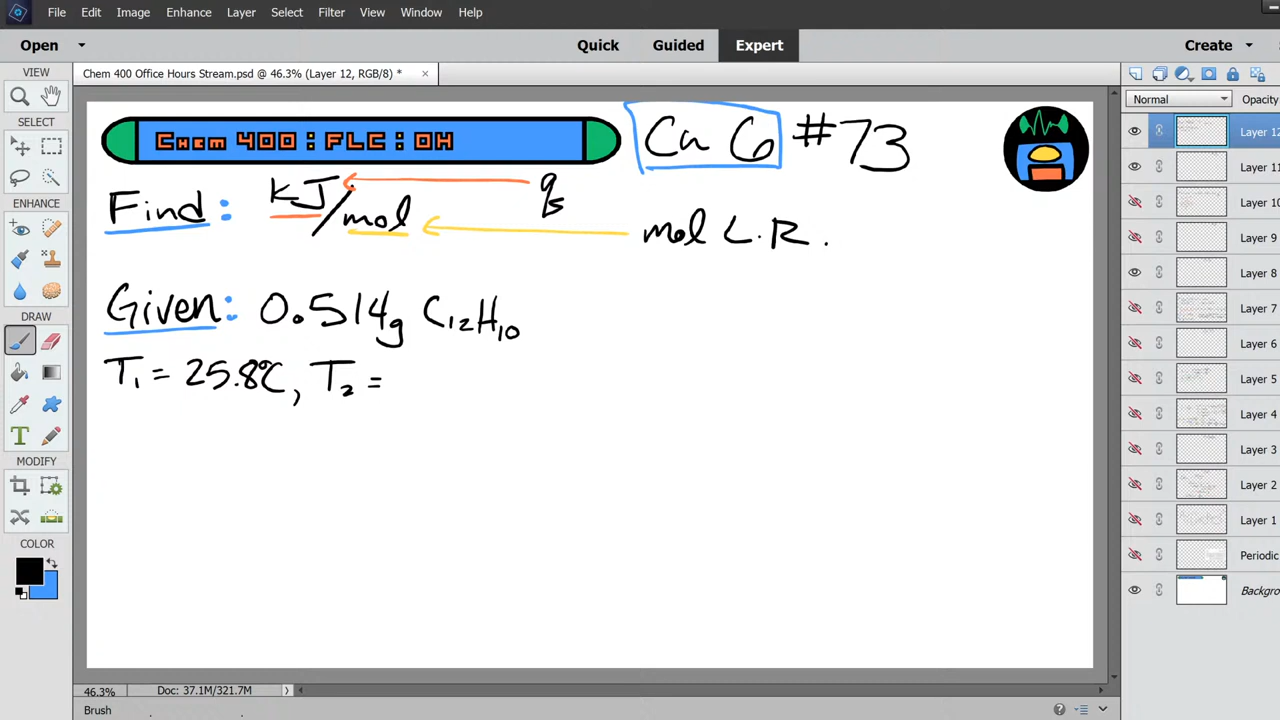 File Edit Image Enhance Layer Select Filter View Window Help
Open Quick Guided Expert Create
Chem 400 Office Hours Stream.psd @ 46.3% (Layer 12, RGB/8) * ×
VIEW
SELECT
ENHANCE
DRAW
MODIFY
COLOR
Chem 400:FLC:OH
Ch 6 #73
Find: kJ/mol q
mol L.R.
Given: 0.514g C₁₂H₁₀
T₁ = 25.8°C, T₂ =
Normal Opacity
Layer 12
Layer 11
Layer 10
Layer 9
Layer 8
Layer 7
Layer 6
Layer 5
Layer 4
Layer 3
Layer 2
Layer 1
Periodic
Backgro
46.3% Doc: 37.1M/321.7M
Brush